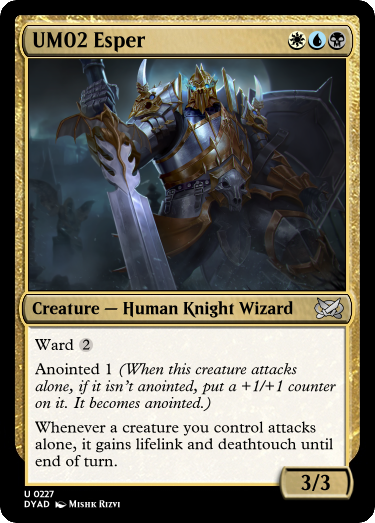 UM02 Esper
Creature — Human Knight Wizard
Ward 2
Anointed 1 (When this creature attacks
alone, if it isn't anointed, put a +1/+1 counter
on it. It becomes anointed.)
Whenever a creature you control attacks
alone, it gains lifelink and deathtouch until
end of turn.
3/3
U 0227
DYAD Mishk Rizvi